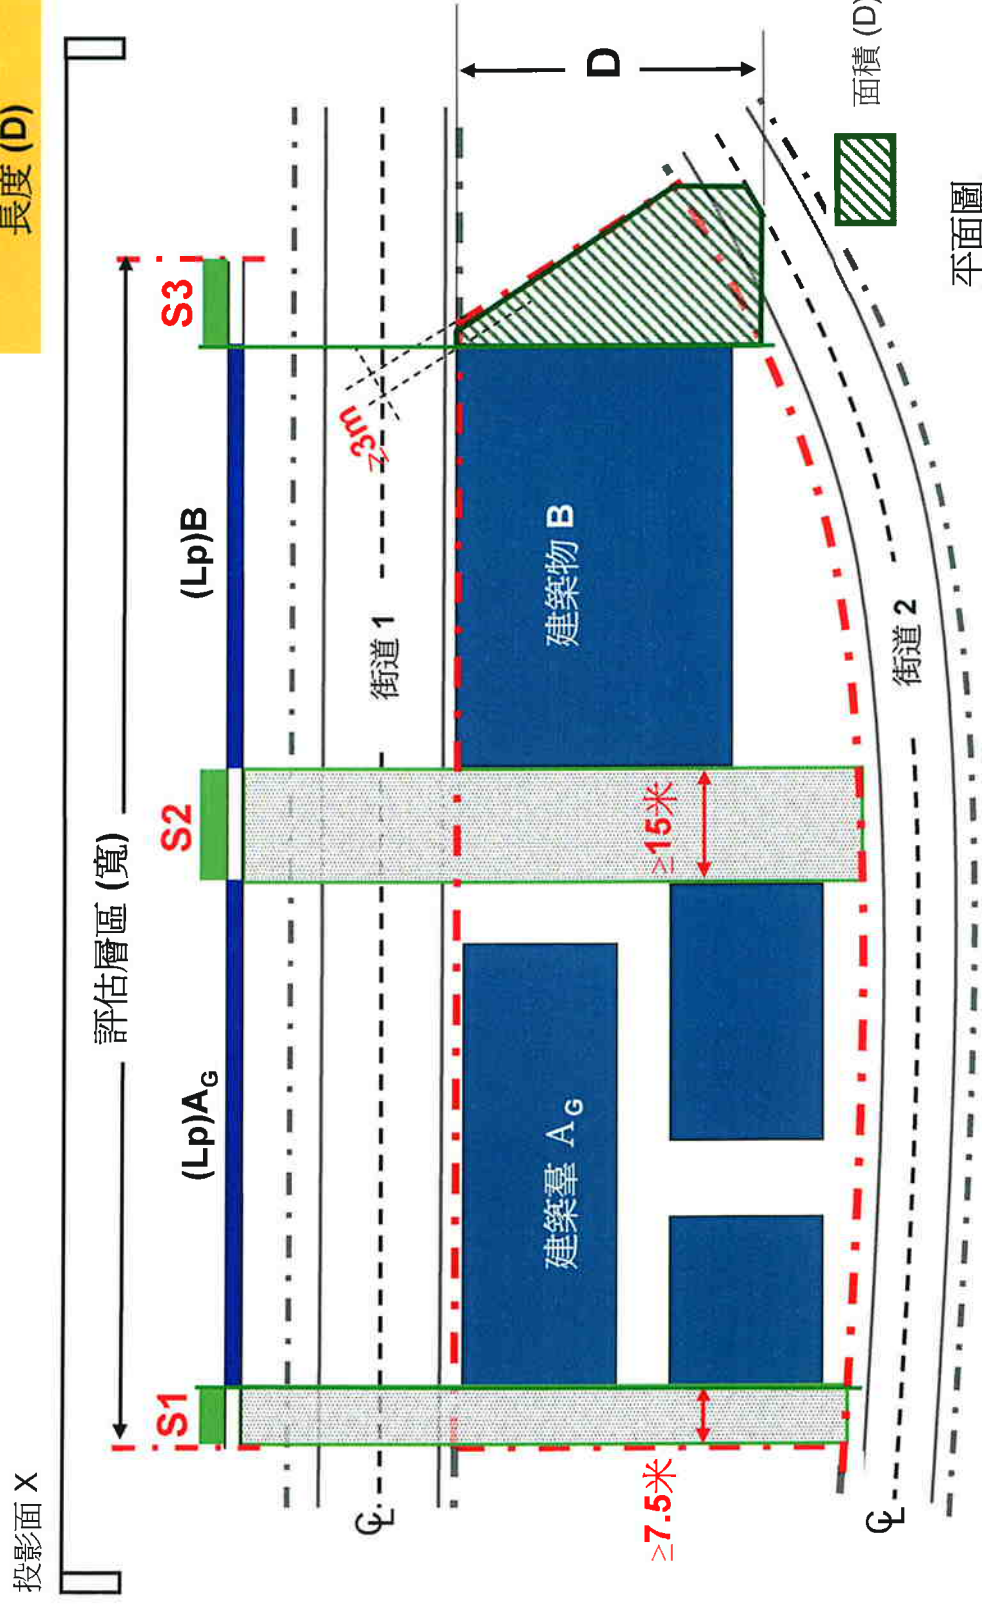 長度 (D)
投影面 X
評估層區 (寬)
S1
(Lp)AG
S2
(Lp)B
S3
街道 1
≥3m
D
建築羣 AG
建築物 B
≥7.5米
≥15米
街道 2
面積 (D)
平面圖